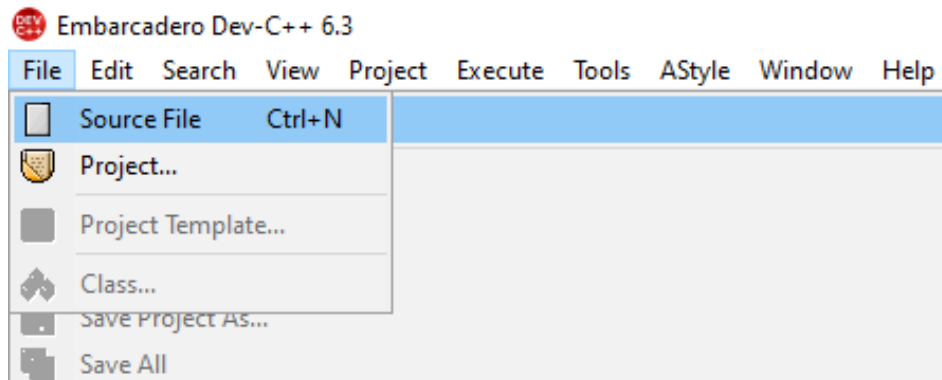 DEV C++ Embarcadero Dev-C++ 6.3
File Edit Search View Project Execute Tools AStyle Window Help
Source File Ctrl+N
Project...
Project Template...
Class...
Save Project As...
Save All